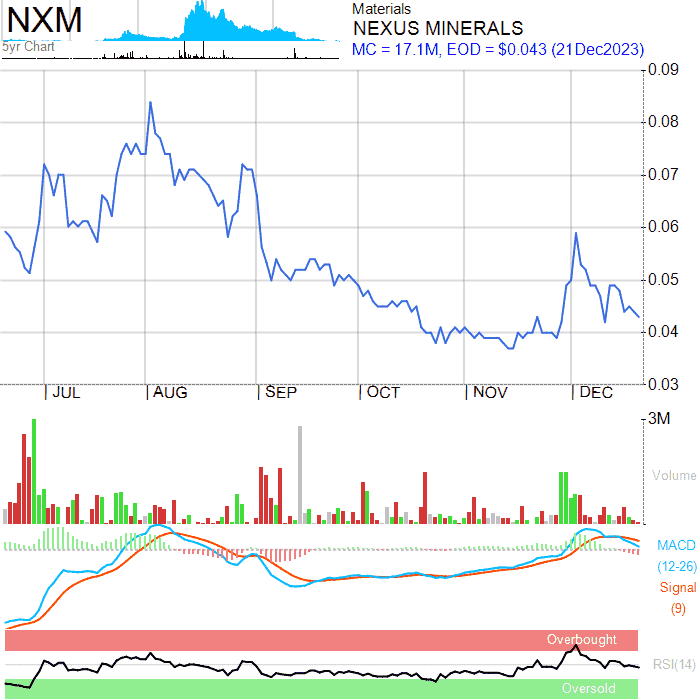 NXM
5yr Chart
Materials
NEXUS MINERALS
MC = 17.1M, EOD = $0.043 (21Dec2023)
0.09
0.08
0.07
0.06
0.05
0.04
0.03
JUL
AUG
SEP
OCT
NOV
DEC
3M
Volume
MACD
(12-26)
Signal
(9)
Overbought
RSI(14)
Oversold